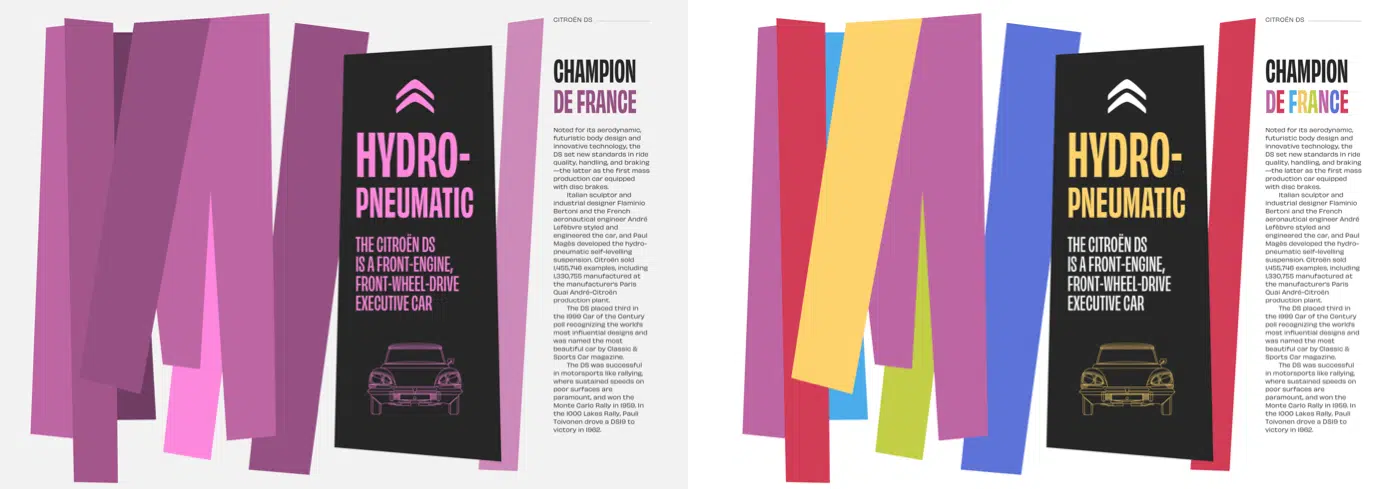 HYDRO-
PNEUMATIC
THE CITROËN DS
IS A FRONT-ENGINE,
FRONT-WHEEL-DRIVE
EXECUTIVE CAR
CITROËN DS
CHAMPION
DE FRANCE
Noted for its aerodynamic,
futuristic body design and
innovative technology, the
DS set new standards in ride
quality, handling, and braking
—the latter as the first mass
production car equipped
with disc brakes.
Italian sculptor and
industrial designer Flaminio
Bertoni and the French
aeronautical engineer André
Lefèbvre styled and
engineered the car, and Paul
Magès developed the hydro-
pneumatic self-levelling
suspension. Citroën sold
1,455,746 examples, including
1,330,755 manufactured at
the manufacturer's Paris
Quai André-Citroën
production plant.
The DS placed third in
the 1999 Car of the Century
poll recognizing the world's
most influential designs and
was named the most
beautiful car by Classic &
Sports Car magazine.
The DS was successful
in motorsports like rallying,
where sustained speeds on
poor surfaces are
paramount, and won the
Monte Carlo Rally in 1959. In
the 1000 Lakes Rally, Pauli
Toivonen drove a DS19 to
victory in 1962.
HYDRO-
PNEUMATIC
THE CITROËN DS
IS A FRONT-ENGINE,
FRONT-WHEEL-DRIVE
EXECUTIVE CAR
CITROËN DS
CHAMPION
DE FRANCE
Noted for its aerodynamic,
futuristic body design and
innovative technology, the
DS set new standards in ride
quality, handling, and braking
—the latter as the first mass
production car equipped
with disc brakes.
Italian sculptor and
industrial designer Flaminio
Bertoni and the French
aeronautical engineer André
Lefèbvre styled and
engineered the car, and Paul
Magès developed the hydro-
pneumatic self-levelling
suspension. Citroën sold
1,455,746 examples, including
1,330,755 manufactured at
the manufacturer's Paris
Quai André-Citroën
production plant.
The DS placed third in
the 1999 Car of the Century
poll recognizing the world's
most influential designs and
was named the most
beautiful car by Classic &
Sports Car magazine.
The DS was successful
in motorsports like rallying,
where sustained speeds on
poor surfaces are
paramount, and won the
Monte Carlo Rally in 1959. In
the 1000 Lakes Rally, Pauli
Toivonen drove a DS19 to
victory in 1962.